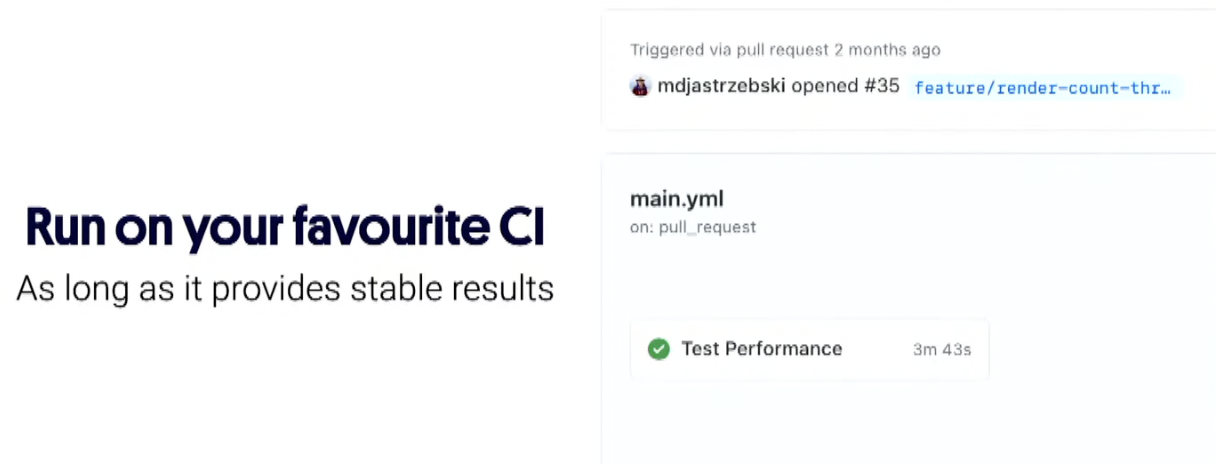 Run on your favourite CI
As long as it provides stable results
Triggered via pull request 2 months ago
mdjastrzebski opened #35 feature/render-count-thr…
main.yml
on: pull_request
Test Performance 3m 43s